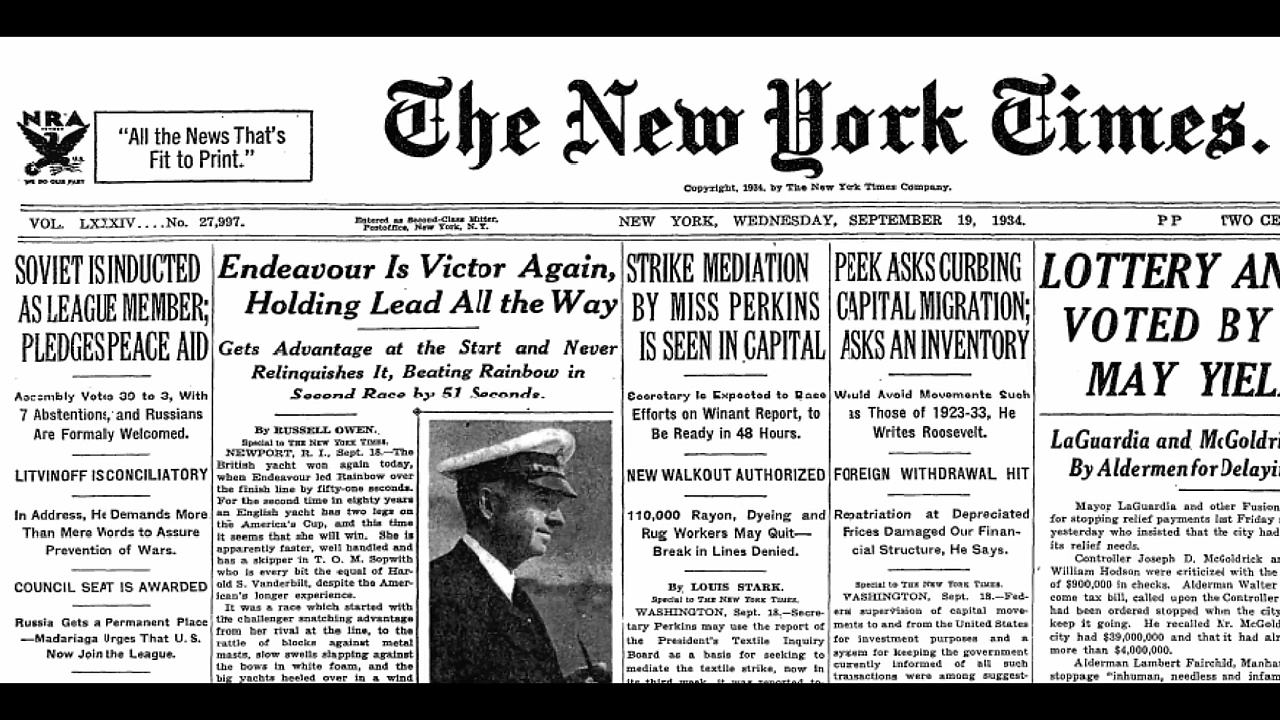 NRA
U.S.
WE DO OUR PART
"All the News That's
Fit to Print."
The New York Times.
Copyright, 1934, by The New York Times Company.
VOL. LXXXIV....No. 27,997.
Entered as Second-Class Matter,
Postoffice, New York, N.Y.
NEW YORK, WEDNESDAY, SEPTEMBER 19, 1934.
PP
TWO CE
SOVIET IS INDUCTED
AS LEAGUE MEMBER;
PLEDGES PEACE AID
Assembly Votes 39 to 3, With
7 Abstentions, and Russians
Are Formally Welcomed.
LITVINOFF IS CONCILIATORY
In Address, He Demands More
Than Mere Words to Assure
Prevention of Wars.
COUNCIL SEAT IS AWARDED
Russia Gets a Permanent Place
—Madariaga Urges That U. S.
Now Join the League.
Endeavour Is Victor Again,
Holding Lead All the Way
Gets Advantage at the Start and Never
Relinquishes It, Beating Rainbow in
Second Race by 51 Seconds.
By RUSSELL OWEN.
Special to THE NEW YORK TIMES.
NEWPORT, R. I., Sept. 18.—The
British yacht won again today,
when Endeavour led Rainbow over
the finish line by fifty-one seconds.
For the second time in eighty years
an English yacht has two legs on
the America's Cup, and this time
it seems that she will win. She is
apparently faster, well handled and
has a skipper in T. O. M. Sopwith
who is every bit the equal of Har-
old S. Vanderbilt, despite the Amer-
ican's longer experience.
It was a race which started with
the challenger snatching advantage
from her rival at the line, to the
rattle of blocks against metal
masts, slow swells slapping against
the bows in white foam, and the
big yachts heeled over in a wind
STRIKE MEDIATION
BY MISS PERKINS
IS SEEN IN CAPITAL
Secretary Is Expected to Base
Efforts on Winant Report, to
Be Ready in 48 Hours.
NEW WALKOUT AUTHORIZED
110,000 Rayon, Dyeing and
Rug Workers May Quit—
Break in Lines Denied.
By LOUIS STARK.
Special to THE NEW YORK TIMES.
WASHINGTON, Sept. 18.—Secre-
tary Perkins may use the report of
the President's Textile Inquiry
Board as a basis for seeking to
mediate the textile strike, now in
its third week, it was reported to-
PEEK ASKS CURBING
CAPITAL MIGRATION;
ASKS AN INVENTORY
Would Avoid Movements Such
as Those of 1923-33, He
Writes Roosevelt.
FOREIGN WITHDRAWAL HIT
Repatriation at Depreciated
Prices Damaged Our Finan-
cial Structure, He Says.
Special to THE NEW YORK TIMES.
WASHINGTON, Sept. 18.—Fed-
eral supervision of capital move-
ments to and from the United States
for investment purposes and a
system for keeping the government
currently informed of all such
transactions were among suggest-
LOTTERY AN
VOTED BY
MAY YIEL
LaGuardia and McGoldri
By Aldermen for Delayi
Mayor LaGuardia and other Fusion
for stopping relief payments last Friday
yesterday who insisted that the city had
its relief needs.
Controller Joseph D. McGoldrick an
William Hodson were criticized with the
of $900,000 in checks. Alderman Walter
come tax bill, called upon the Controller
had been ordered stopped when the city
keep it going. He recalled Mr. McGold
city had $39,000,000 and that it had alr
more than $4,000,000.
Alderman Lambert Fairchild, Manha
stoppage "inhuman, needless and infam